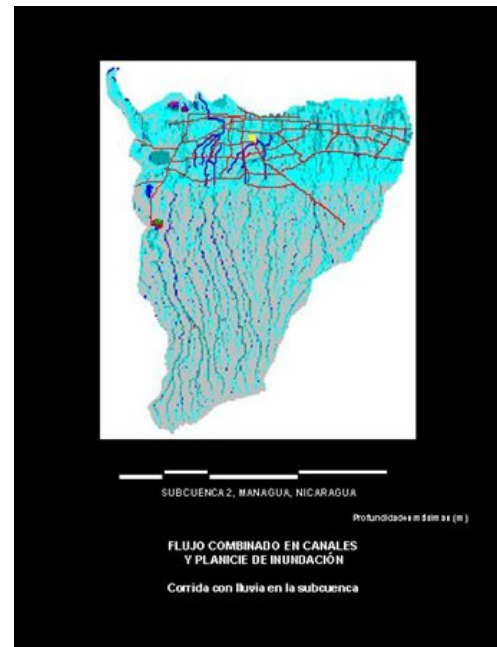 SUBCUENCA 2, MANAGUA, NICARAGUA
Profundidades máximas (m)
FLUJO COMBINADO EN CANALES
Y PLANICIE DE INUNDACIÓN
Corrida con lluvia en la subcuenca